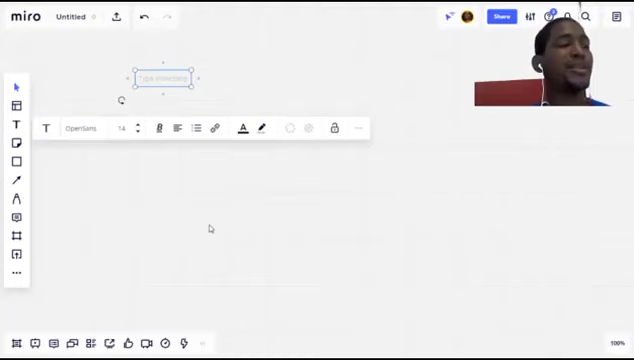 miro
Untitled
Share
Type something
T
T
OpenSans
14
B
A
100%